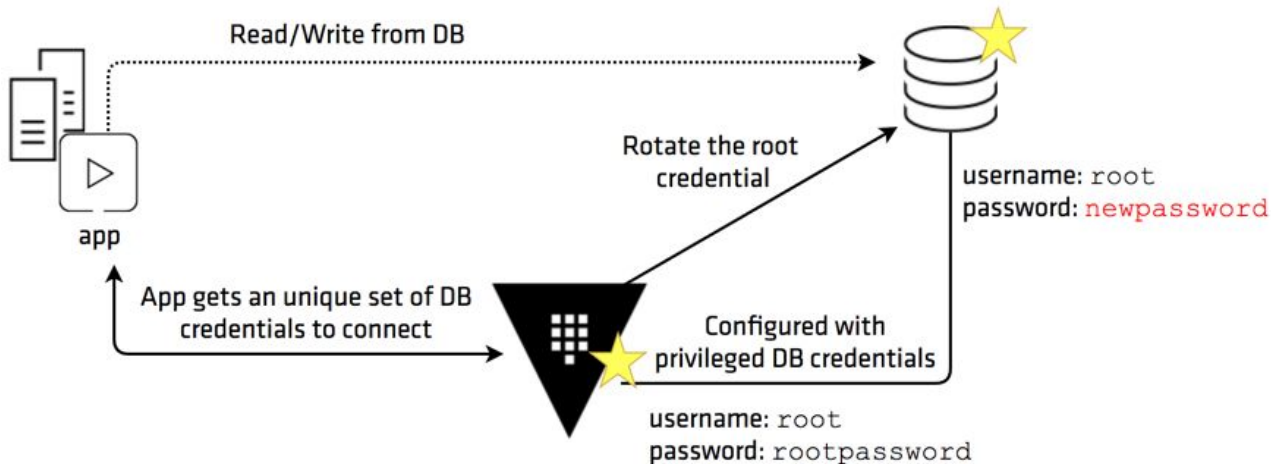 Read/Write from DB
Rotate the root
credential
username: root
password: newpassword
app
App gets an unique set of DB
credentials to connect
Configured with
privileged DB credentials
username: root
password: rootpassword